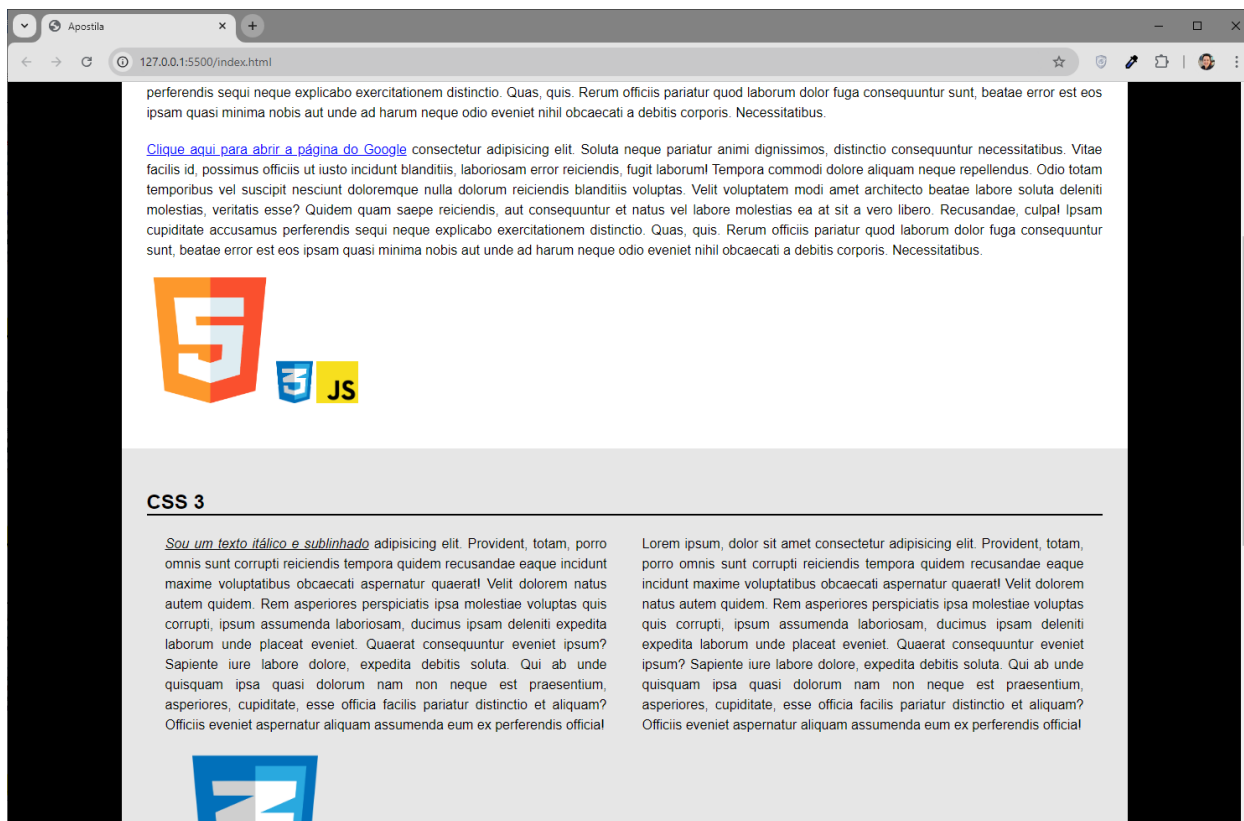 Apostila
127.0.0.1:5500/index.html
perferendis sequi neque explicabo exercitationem distinctio. Quas, quis. Rerum officiis pariatur quod laborum dolor fuga consequuntur sunt, beatae error est eos
ipsam quasi minima nobis aut unde ad harum neque odio eveniet nihil obcaecati a debitis corporis. Necessitatibus.
Clique aqui para abrir a página do Google consectetur adipisicing elit. Soluta neque pariatur animi dignissimos, distinctio consequuntur necessitatibus. Vitae
facilis id, possimus officiis ut iusto incidunt blanditiis, laboriosam error reiciendis, fugit laborum! Tempora commodi dolore aliquam neque repellendus. Odio totam
temporibus vel suscipit nesciunt doloremque nulla dolorum reiciendis blanditiis voluptas. Velit voluptatem modi amet architecto beatae labore soluta deleniti
molestias, veritatis esse? Quidem quam saepe reiciendis, aut consequuntur et natus vel labore molestias ea at sit a vero libero. Recusandae, culpa! Ipsam
cupiditate accusamus perferendis sequi neque explicabo exercitationem distinctio. Quas, quis. Rerum officiis pariatur quod laborum dolor fuga consequuntur
sunt, beatae error est eos ipsam quasi minima nobis aut unde ad harum neque odio eveniet nihil obcaecati a debitis corporis. Necessitatibus.
5
3 JS
CSS 3
Sou um texto itálico e sublinhado adipisicing elit. Provident, totam, porro
omnis sunt corrupti reiciendis tempora quidem recusandae eaque incidunt
maxime voluptatibus obcaecati aspernatur quaerat! Velit dolorem natus
autem quidem. Rem asperiores perspiciatis ipsa molestiae voluptas quis
corrupti, ipsum assumenda laboriosam, ducimus ipsam deleniti expedita
laborum unde placeat eveniet. Quaerat consequuntur eveniet ipsum?
Sapiente iure labore dolore, expedita debitis soluta. Qui ab unde
quisquam ipsa quasi dolorum nam non neque est praesentium,
asperiores, cupiditate, esse officia facilis pariatur distinctio et aliquam?
Officiis eveniet aspernatur aliquam assumenda eum ex perferendis officia!
Lorem ipsum, dolor sit amet consectetur adipisicing elit. Provident, totam,
porro omnis sunt corrupti reiciendis tempora quidem recusandae eaque
incidunt maxime voluptatibus obcaecati aspernatur quaerat! Velit dolorem
natus autem quidem. Rem asperiores perspiciatis ipsa molestiae voluptas
quis corrupti, ipsum assumenda laboriosam, ducimus ipsam deleniti
expedita laborum unde placeat eveniet. Quaerat consequuntur eveniet
ipsum? Sapiente iure labore dolore, expedita debitis soluta. Qui ab unde
quisquam ipsa quasi dolorum nam non neque est praesentium,
asperiores, cupiditate, esse officia facilis pariatur distinctio et aliquam?
Officiis eveniet aspernatur aliquam assumenda eum ex perferendis officia!